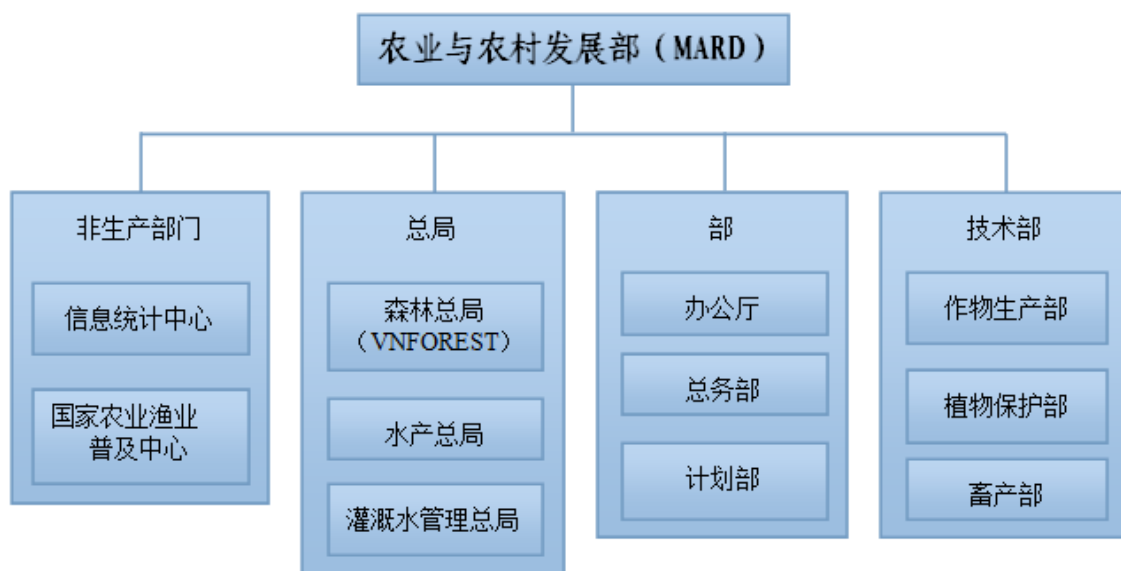 农业与农村发展部（MARD）
非生产部门
信息统计中心
国家农业渔业
普及中心
总局
森林总局
（VNFOREST）
水产总局
灌溉水管理总局
部
办公厅
总务部
计划部
技术部
作物生产部
植物保护部
畜产部